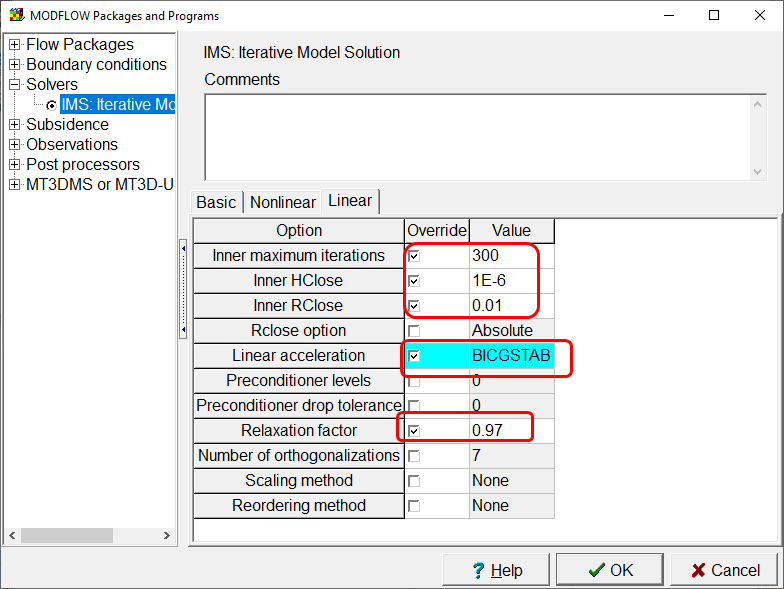 MODFLOW Packages and Programs
Flow Packages
Boundary conditions
Solvers
IMS: Iterative Mo
Subsidence
Observations
Post processors
MT3DMS or MT3D-U
IMS: Iterative Model Solution
Comments
Basic Nonlinear Linear
Option Override Value
Inner maximum iterations 300
Inner HClose 1E-6
Inner RClose 0.01
Rclose option Absolute
Linear acceleration BICGSTAB
Preconditioner levels 0
Preconditioner drop tolerance 0
Relaxation factor 0.97
Number of orthogonalizations 7
Scaling method None
Reordering method None
? Help OK Cancel